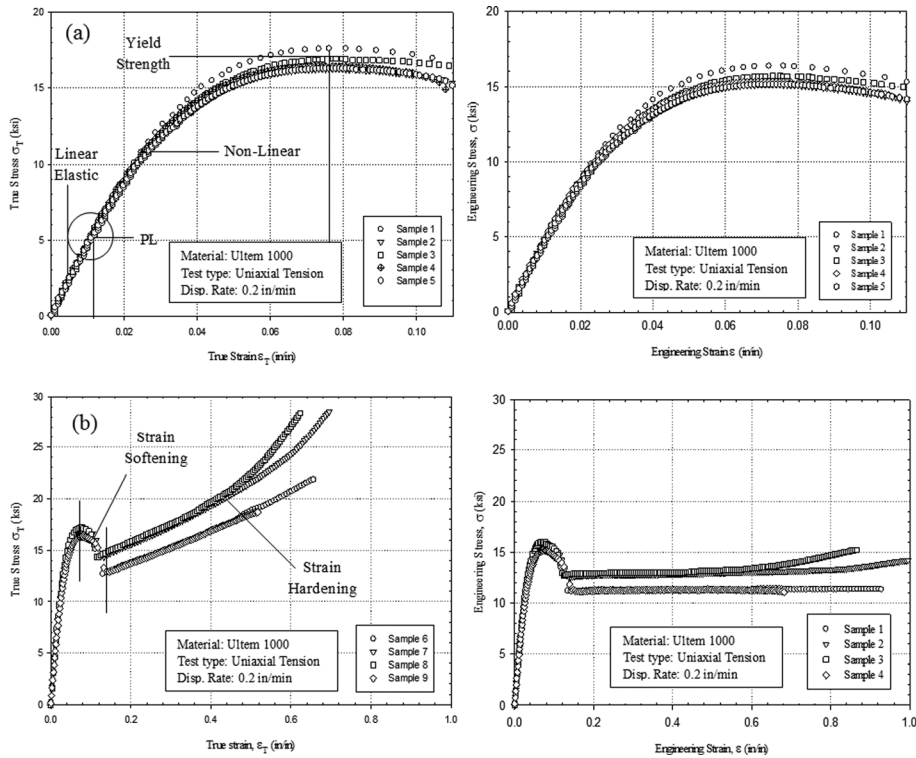 (a)
20
15
10
5
0
True Stress σT (ksi)
Yield
Strength
Linear
Elastic
Non-Linear
PL
Material: Ultem 1000
Test type: Uniaxial Tension
Disp. Rate: 0.2 in/min
Sample 1
Sample 2
Sample 3
Sample 4
Sample 5
0.00 0.02 0.04 0.06 0.08 0.10
True Strain εT (in/in)
20
15
10
5
0
Engineering Stress, σ (ksi)
Material: Ultem 1000
Test type: Uniaxial Tension
Disp. Rate: 0.2 in/min
Sample 1
Sample 2
Sample 3
Sample 4
Sample 5
0.00 0.02 0.04 0.06 0.08 0.10
Engineering Strain ε (in/in)
(b)
30
25
20
15
10
5
0
True Stress σT (ksi)
Strain
Softening
Strain
Hardening
Material: Ultem 1000
Test type: Uniaxial Tension
Disp. Rate: 0.2 in/min
Sample 6
Sample 7
Sample 8
Sample 9
0.0 0.2 0.4 0.6 0.8 1.0
True strain, εT (in/in)
30
25
20
15
10
5
0
Engineering Stress, σ (ksi)
Material: Ultem 1000
Test type: Uniaxial Tension
Disp. Rate: 0.2 in/min
Sample 1
Sample 2
Sample 3
Sample 4
0.0 0.2 0.4 0.6 0.8 1.0
Engineering Strain, ε (in/in)